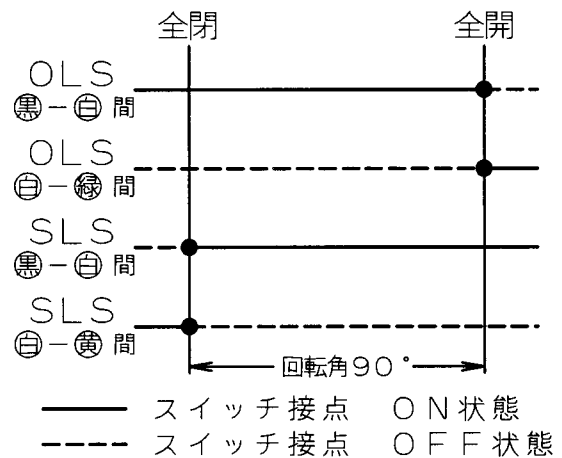 全閉 全開
OLS
黒－白 間
OLS
白－緑 間
SLS
黒－白 間
SLS
白－黄 間
回転角90°
スイッチ接点 ON状態
スイッチ接点 OFF状態